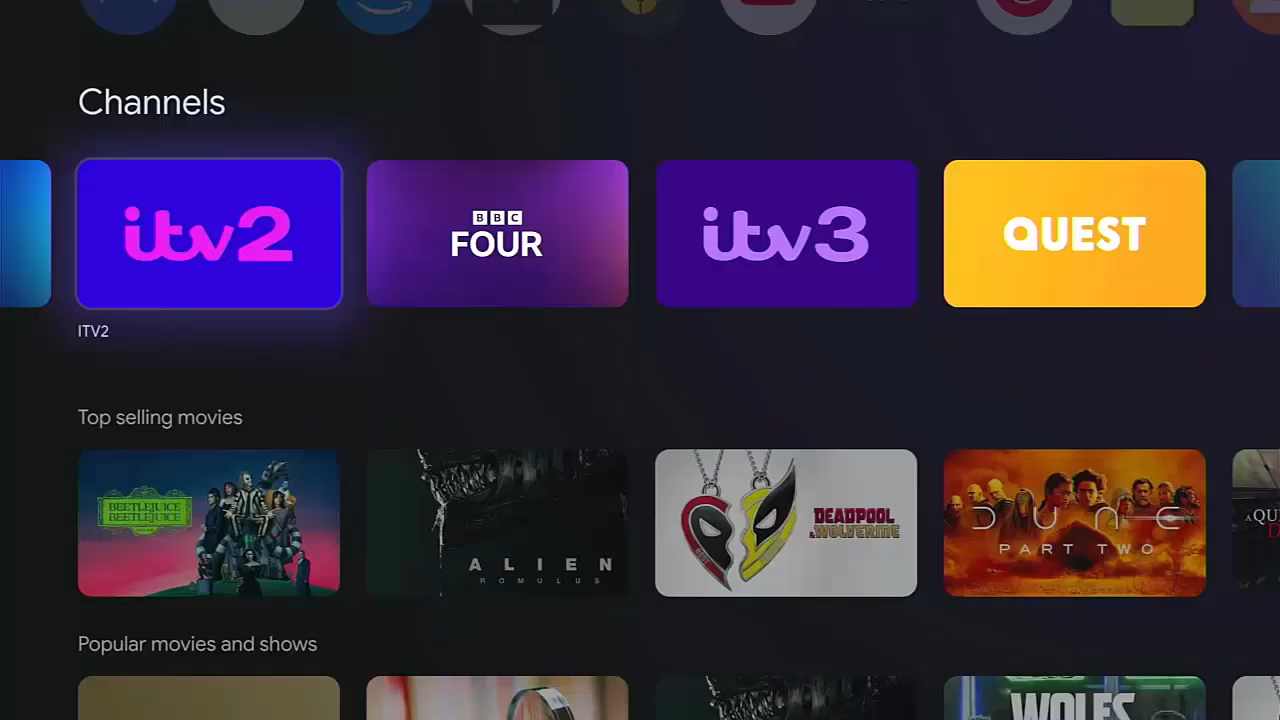 Channels
itv2
BBC
FOUR
itv3
QUEST
ITV2
Top selling movies
BEETLEJUICE
BEETLEJUICE
ALIEN
ROMULUS
DEADPOOL
& WOLVERINE
DUNE
PART TWO
A QU
Popular movies and shows
WOLFS